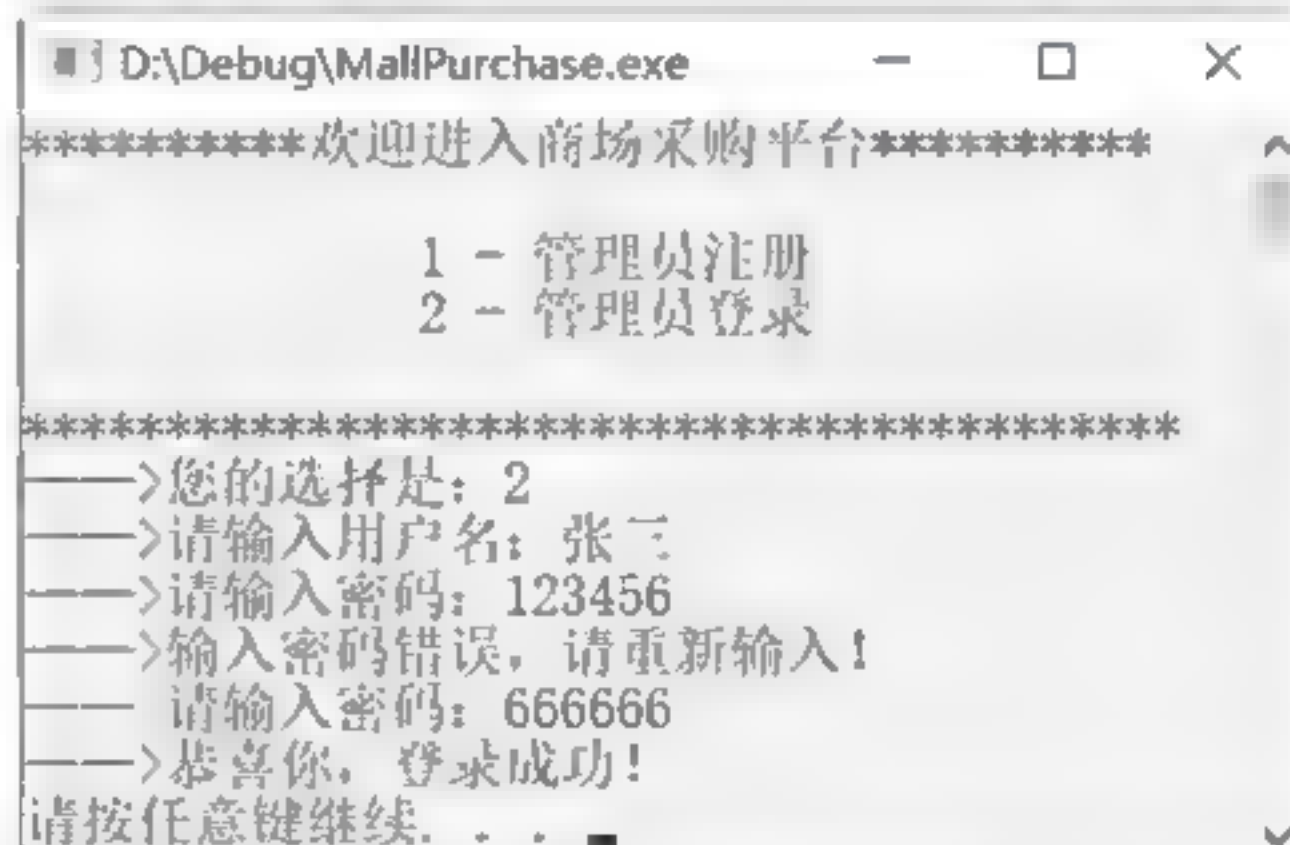 D:\Debug\MallPurchase.exe
**********欢迎进入商场采购平台**********
1 - 管理员注册
2 - 管理员登录
*****************************************
——>您的选择是：2
——>请输入用户名：张三
——>请输入密码：123456
——>输入密码错误，请重新输入!
—— 请输入密码：666666
——>恭喜你，登录成功!
请按任意键继续. . .